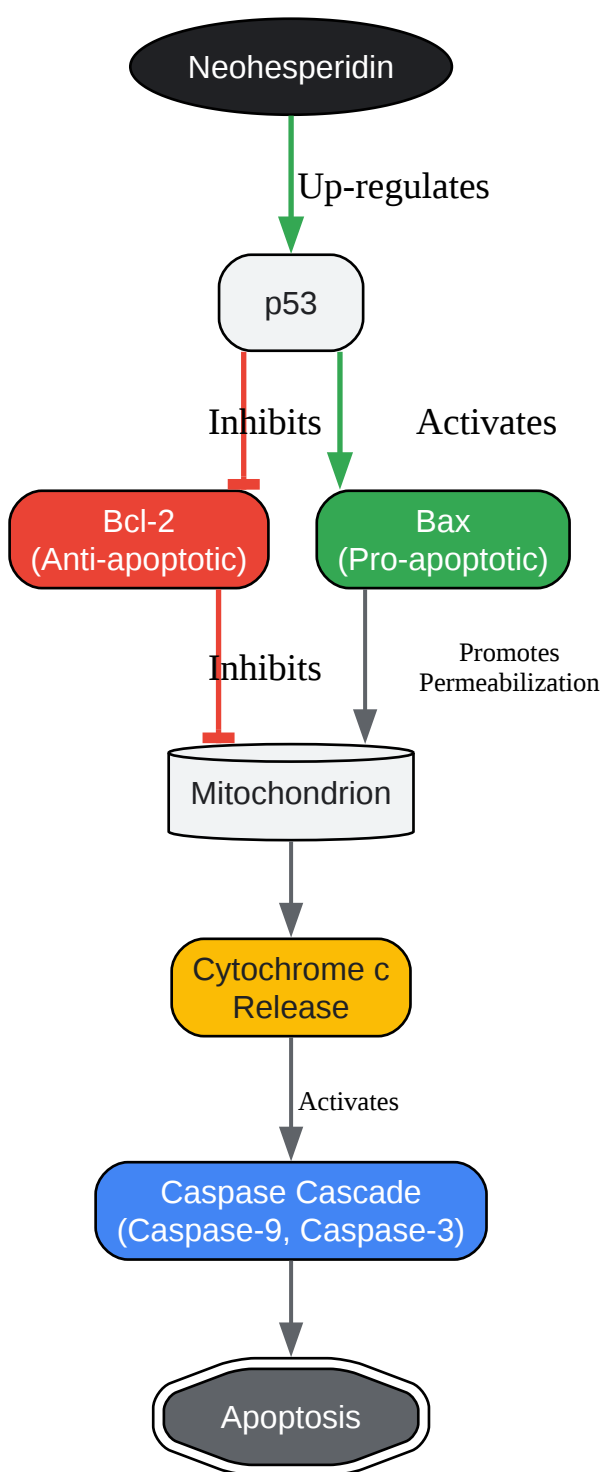 Neohesperidin
Up-regulates
p53
Inhibits
Activates
Bcl-2
(Anti-apoptotic)
Bax
(Pro-apoptotic)
Inhibits
Promotes
Permeabilization
Mitochondrion
Cytochrome c
Release
Activates
Caspase Cascade
(Caspase-9, Caspase-3)
Apoptosis